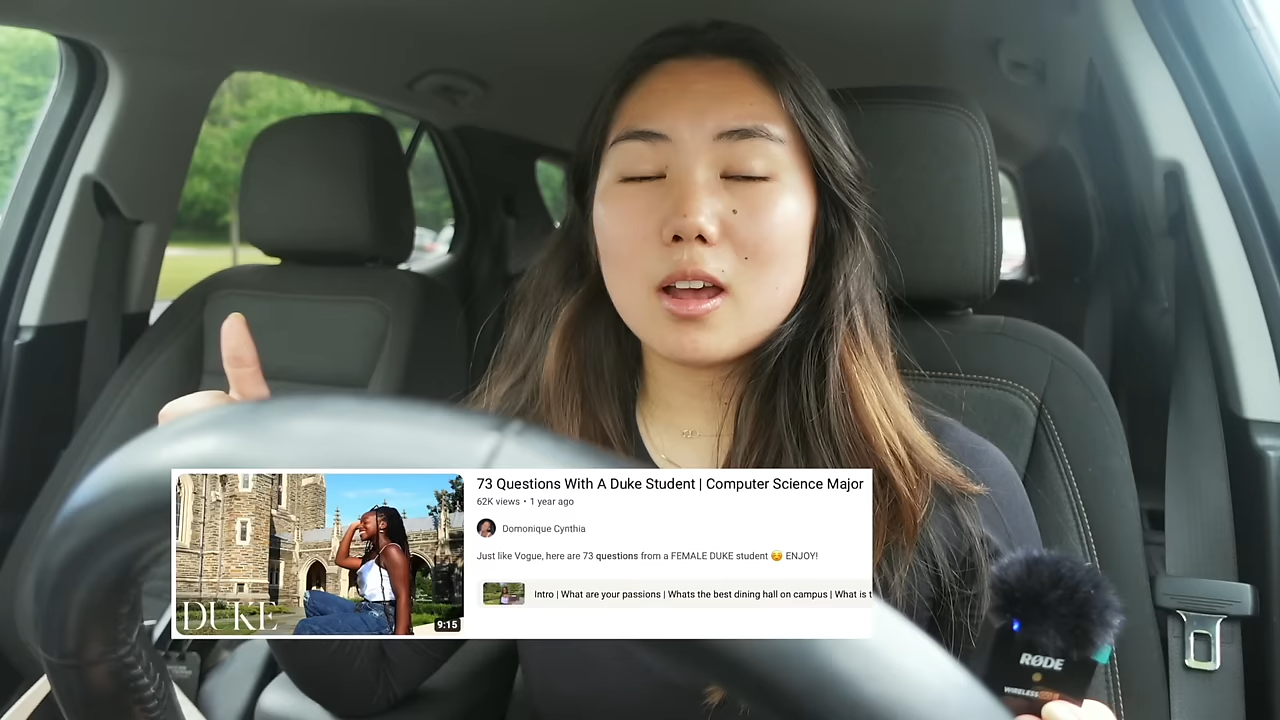 73 Questions With A Duke Student | Computer Science Major
62K views • 1 year ago
Domonique Cynthia
Just like Vogue, here are 73 questions from a FEMALE DUKE student 😌 ENJOY!
Intro | What are your passions | Whats the best dining hall on campus | What is t
DUKE
9:15
RØDE
WIRELESS